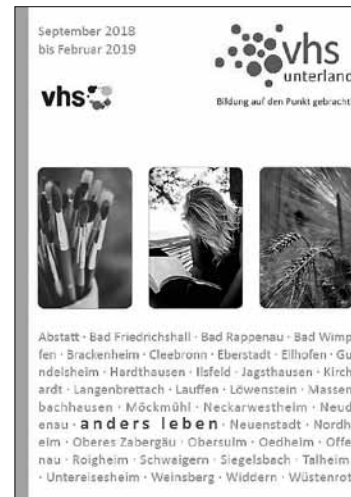 September 2018
bis Februar 2019
vhs
vhs
unterland
Bildung auf den Punkt gebracht
Abstatt · Bad Friedrichshall · Bad Rappenau · Bad Wimp
fen · Brackenheim · Cleebronn · Eberstadt · Ellhofen · Gu
ndelsheim · Hardthausen · Ilsfeld · Jagsthausen · Kirch
ardt · Langenbrettach · Lauffen · Löwenstein · Massen
bachhausen · Möckmühl · Neckarwestheim · Neud
enau · anders leben · Neuenstadt · Nordh
eim · Oberes Zabergäu · Obersulm · Oedheim · Offe
nau · Roigheim · Schwaigern · Siegelsbach · Talheim
· Untereisesheim · Weinsberg · Widdern · Wüstenrot